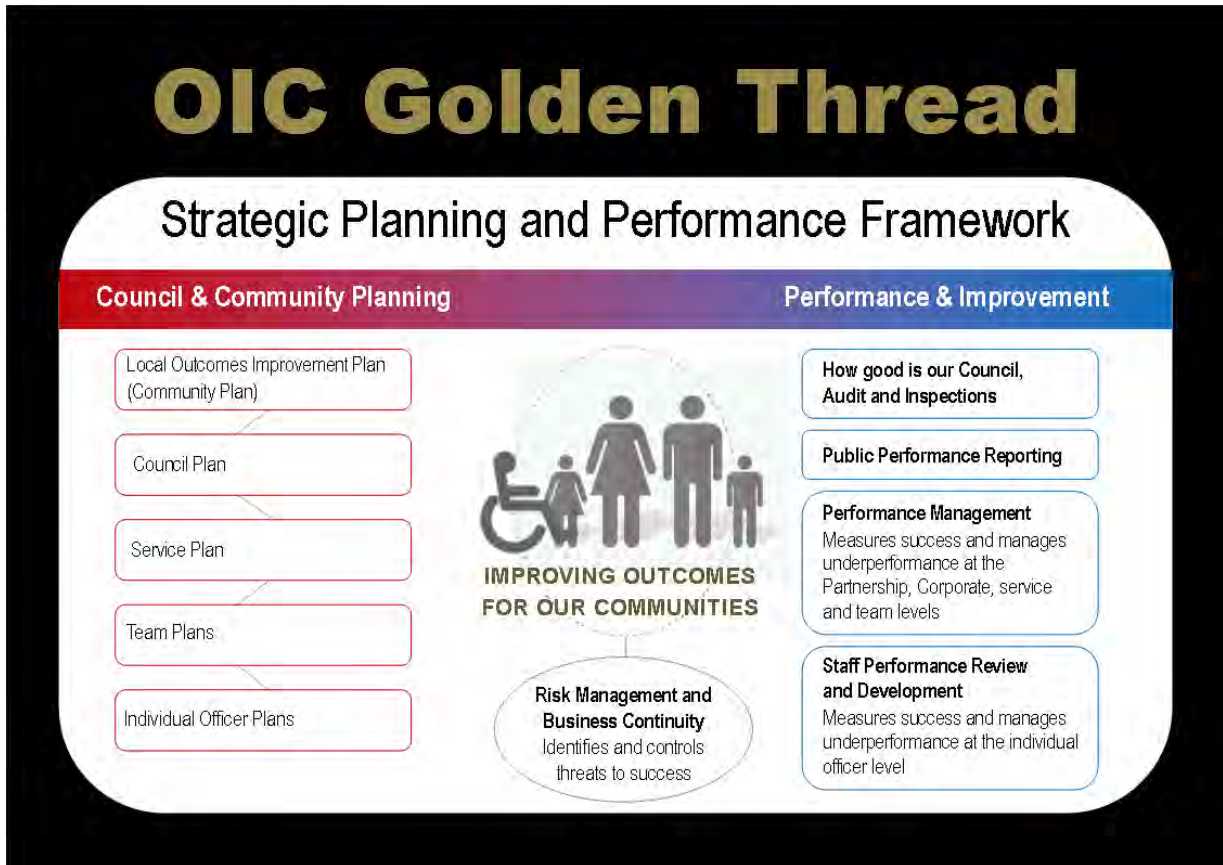 OIC Golden Thread
Strategic Planning and Performance Framework
Council & Community Planning
Performance & Improvement
Local Outcomes Improvement Plan
(Community Plan)
Council Plan
Service Plan
Team Plans
Individual Officer Plans
IMPROVING OUTCOMES
FOR OUR COMMUNITIES
Risk Management and
Business Continuity
Identifies and controls
threats to success
How good is our Council,
Audit and Inspections
Public Performance Reporting
Performance Management
Measures success and manages
underperformance at the
Partnership, Corporate, service
and team levels
Staff Performance Review
and Development
Measures success and manages
underperformance at the individual
officer level